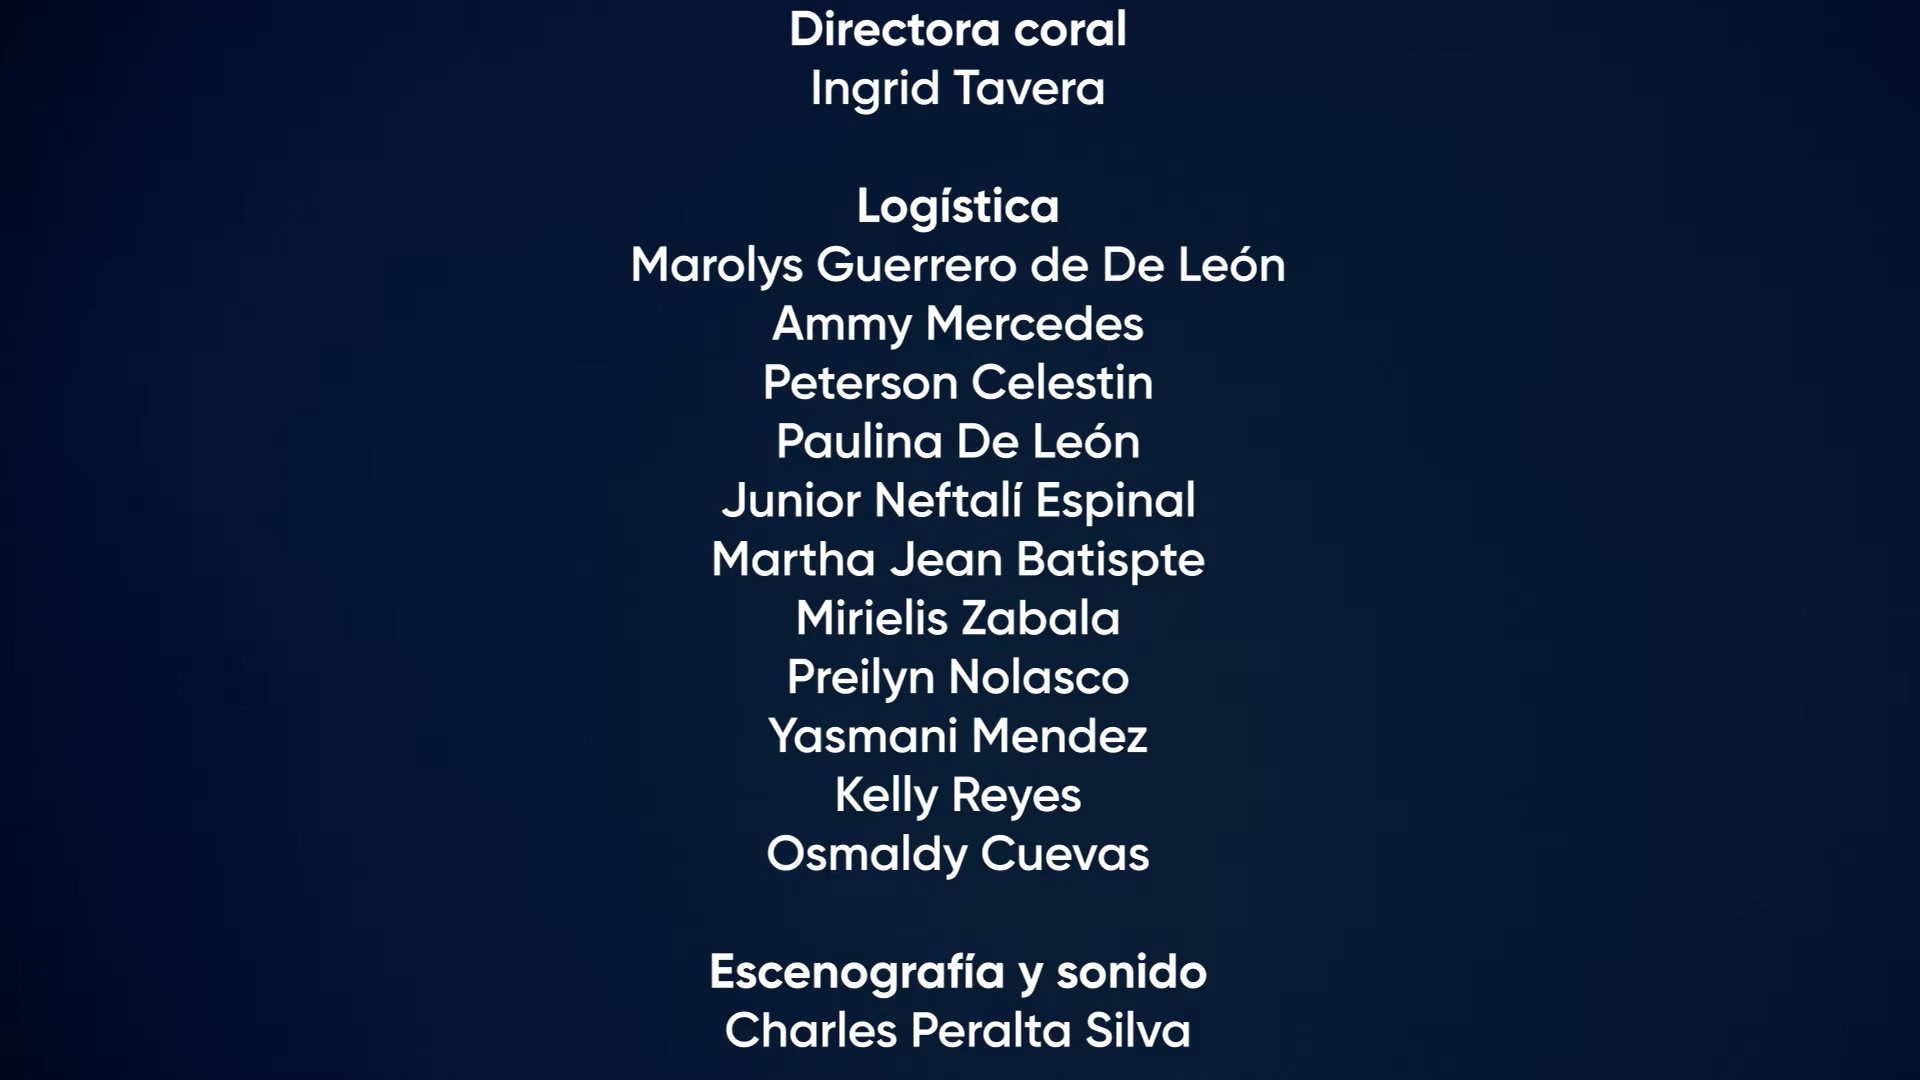 Directora coral
Ingrid Tavera
Logística
Marolys Guerrero de De León
Ammy Mercedes
Peterson Celestin
Paulina De León
Junior Neftalí Espinal
Martha Jean Batispte
Mirielis Zabala
Preilyn Nolasco
Yasmani Mendez
Kelly Reyes
Osmaldy Cuevas
Escenografía y sonido
Charles Peralta Silva